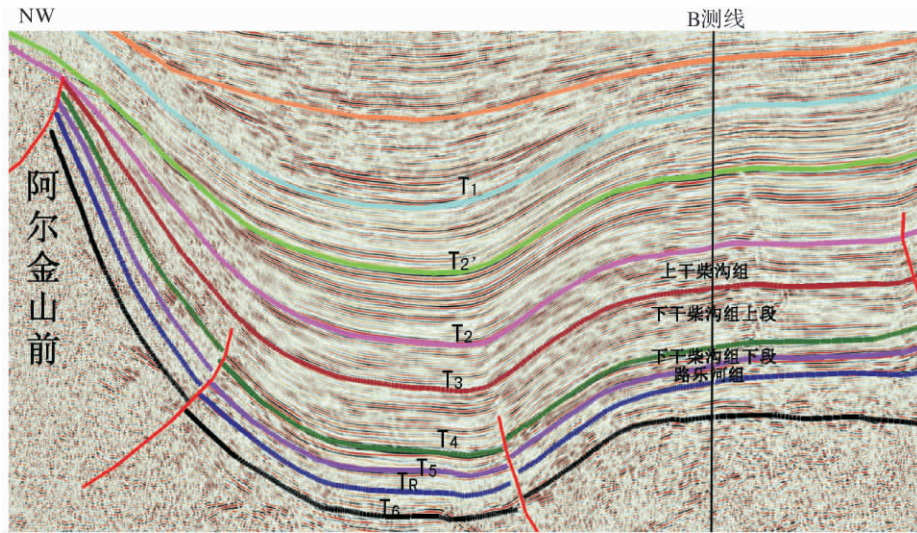 NW
B测线
阿尔金山前
T₁
T₂'
上干柴沟组
下干柴沟组上段
T₂
下干柴沟组下段
路乐河组
T₃
T₄
T₅
TR
T₆